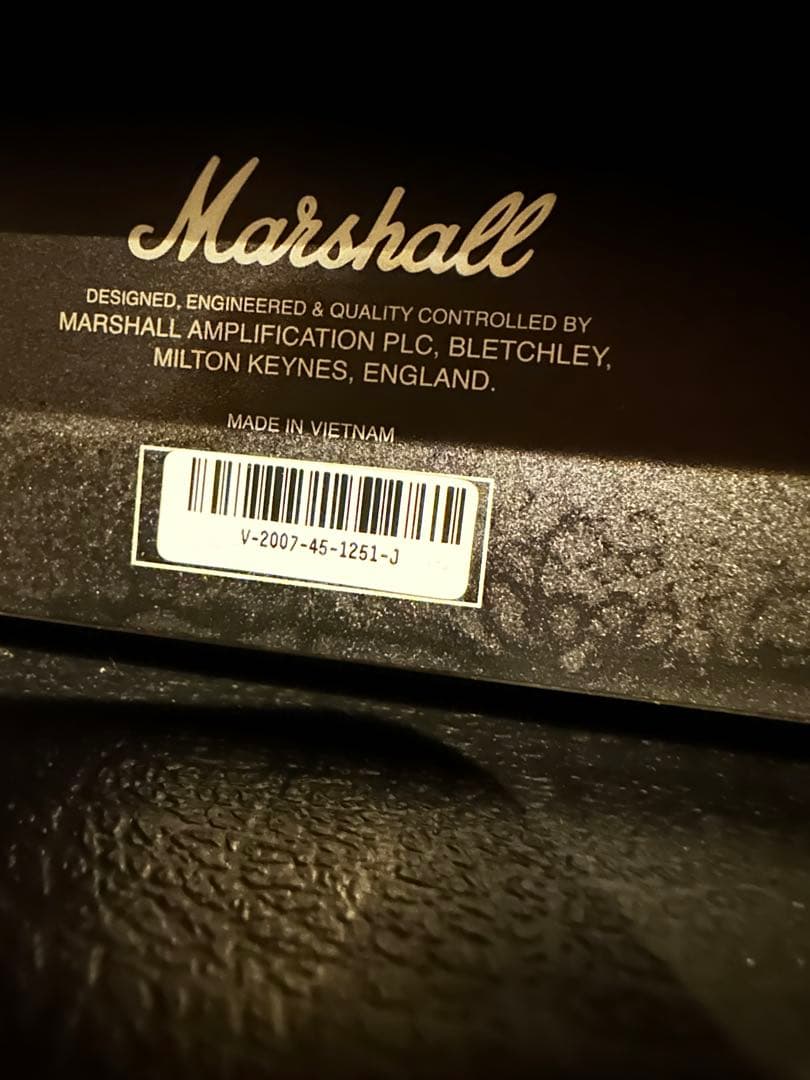 Marshall
DESIGNED, ENGINEERED & QUALITY CONTROLLED BY
MARSHALL AMPLIFICATION PLC, BLETCHLEY,
MILTON KEYNES, ENGLAND.
MADE IN VIETNAM
V-2007-45-1251-J